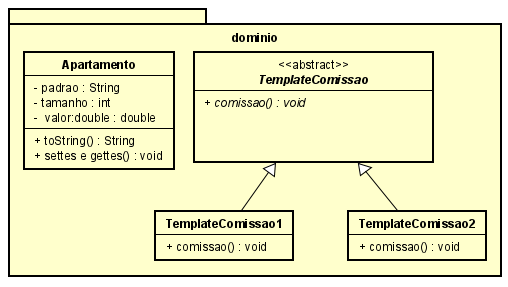 dominio
Apartamento
- padrao : String
- tamanho : int
- valor:double : double
+ toString() : String
+ settes e gettes() : void
<<abstract>>
TemplateComissao
+ comissao() : void
TemplateComissao1
+ comissao() : void
TemplateComissao2
+ comissao() : void